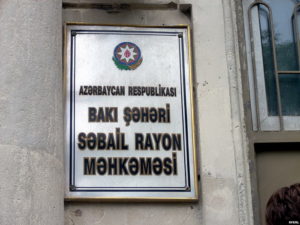 AZƏRBAYCAN RESPUBLİKASI
BAKI ŞƏHƏRİ
SƏBAİL RAYON
MƏHKƏMƏSİ